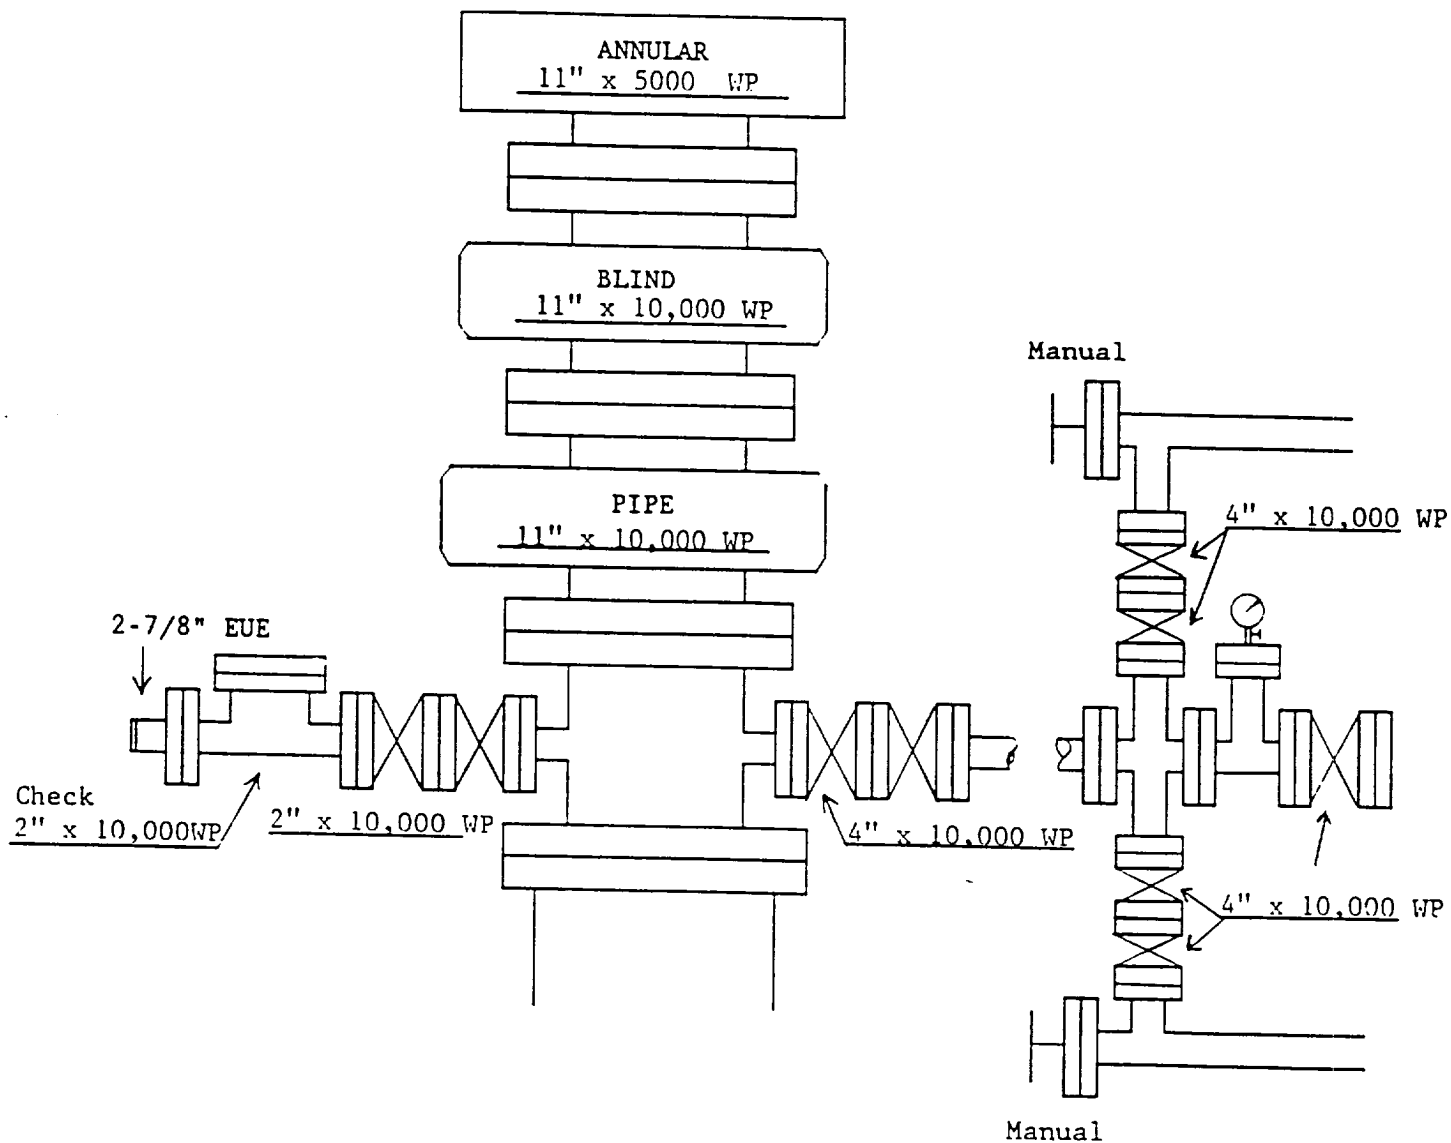 ANNULAR
11" x 5000 WP
BLIND
11" x 10,000 WP
Manual
PIPE
11" x 10,000 WP
4" x 10,000 WP
2-7/8" EUE
Check
2" x 10,000WP
2" x 10,000 WP
4" x 10,000 WP
4" x 10,000 WP
Manual